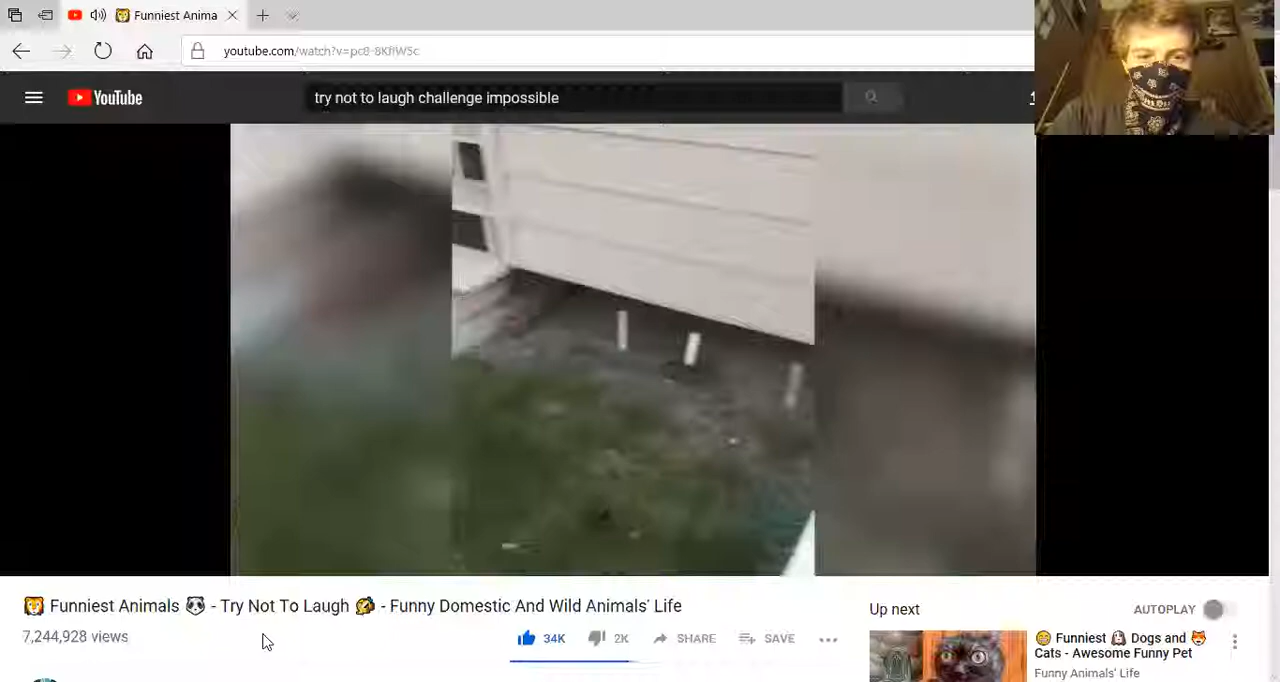 Funniest Anima
youtube.com/watch?v=pc8-8KflWSc
YouTube
try not to laugh challenge impossible
🐯 Funniest Animals 🐼 - Try Not To Laugh - Funny Domestic And Wild Animals' Life
7,244,928 views
34K
2K
SHARE
SAVE
Up next
AUTOPLAY
😁 Funniest 🐶 Dogs and 🦊
Cats - Awesome Funny Pet
Funny Animals' Life